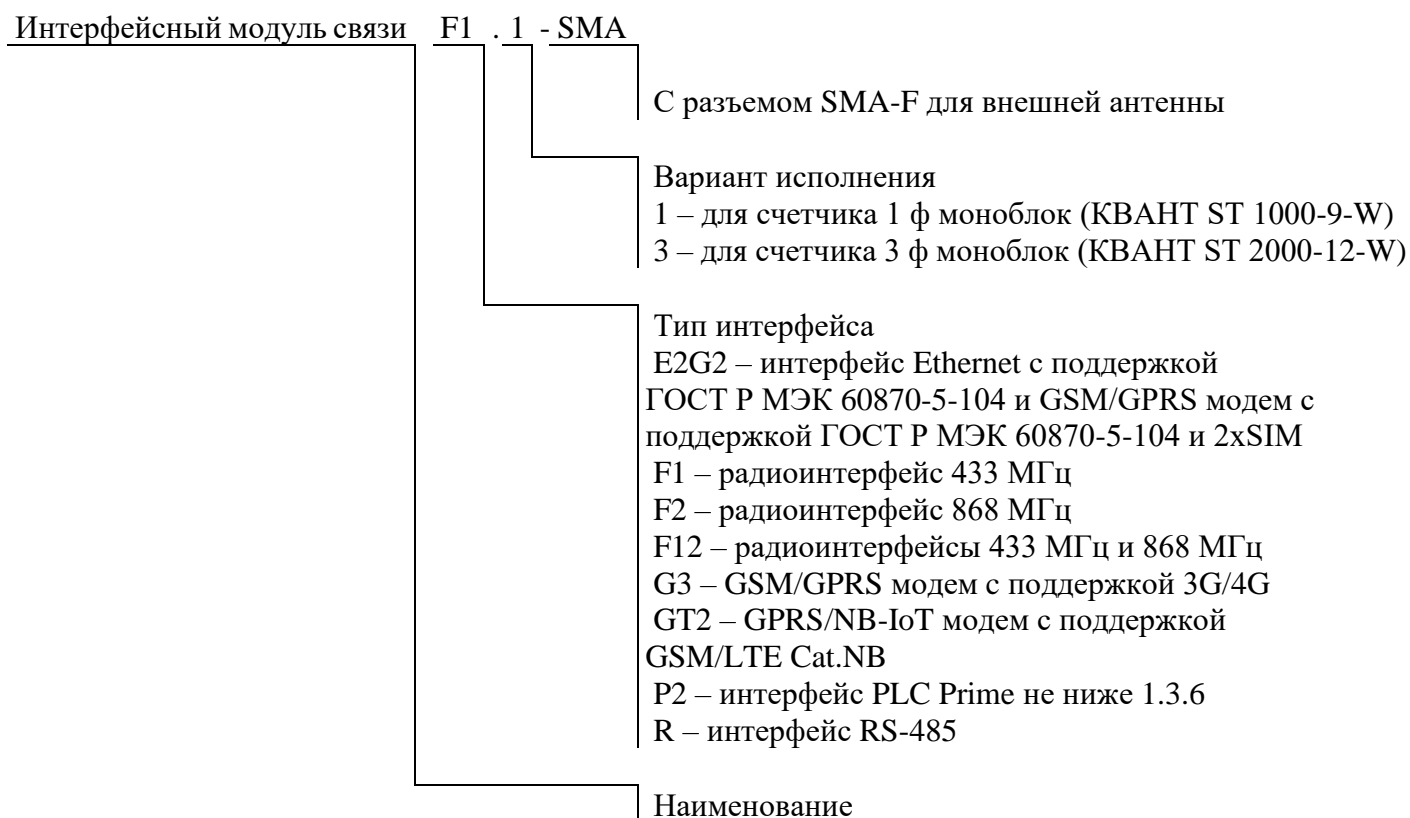 Интерфейсный модуль связи F1 . 1 - SMA
С разъемом SMA-F для внешней антенны
Вариант исполнения
1 – для счетчика 1 ф моноблок (КВАНТ ST 1000-9-W)
3 – для счетчика 3 ф моноблок (КВАНТ ST 2000-12-W)
Тип интерфейса
E2G2 – интерфейс Ethernet с поддержкой
ГОСТ Р МЭК 60870-5-104 и GSM/GPRS модем с
поддержкой ГОСТ Р МЭК 60870-5-104 и 2xSIM
F1 – радиоинтерфейс 433 МГц
F2 – радиоинтерфейс 868 МГц
F12 – радиоинтерфейсы 433 МГц и 868 МГц
G3 – GSM/GPRS модем с поддержкой 3G/4G
GT2 – GPRS/NB-IoT модем с поддержкой
GSM/LTE Cat.NB
P2 – интерфейс PLC Prime не ниже 1.3.6
R – интерфейс RS-485
Наименование